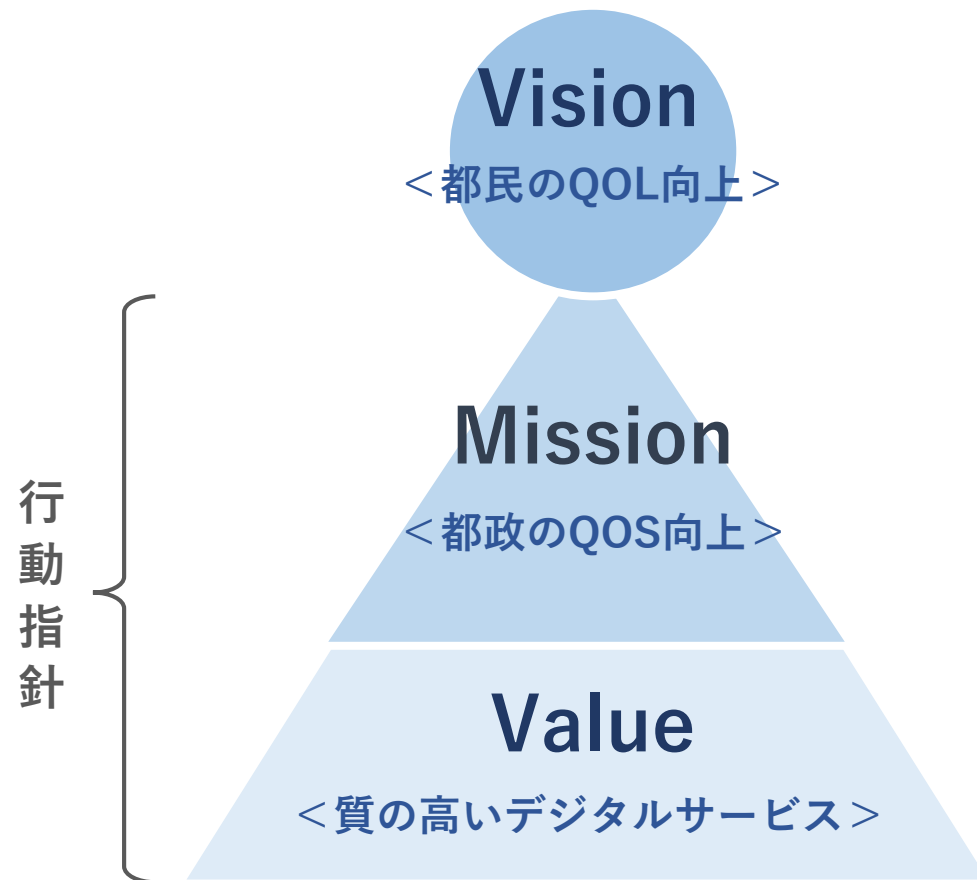 Vision
＜都民のQOL向上＞
Mission
＜都政のQOS向上＞
行動指針
Value
＜質の高いデジタルサービス＞